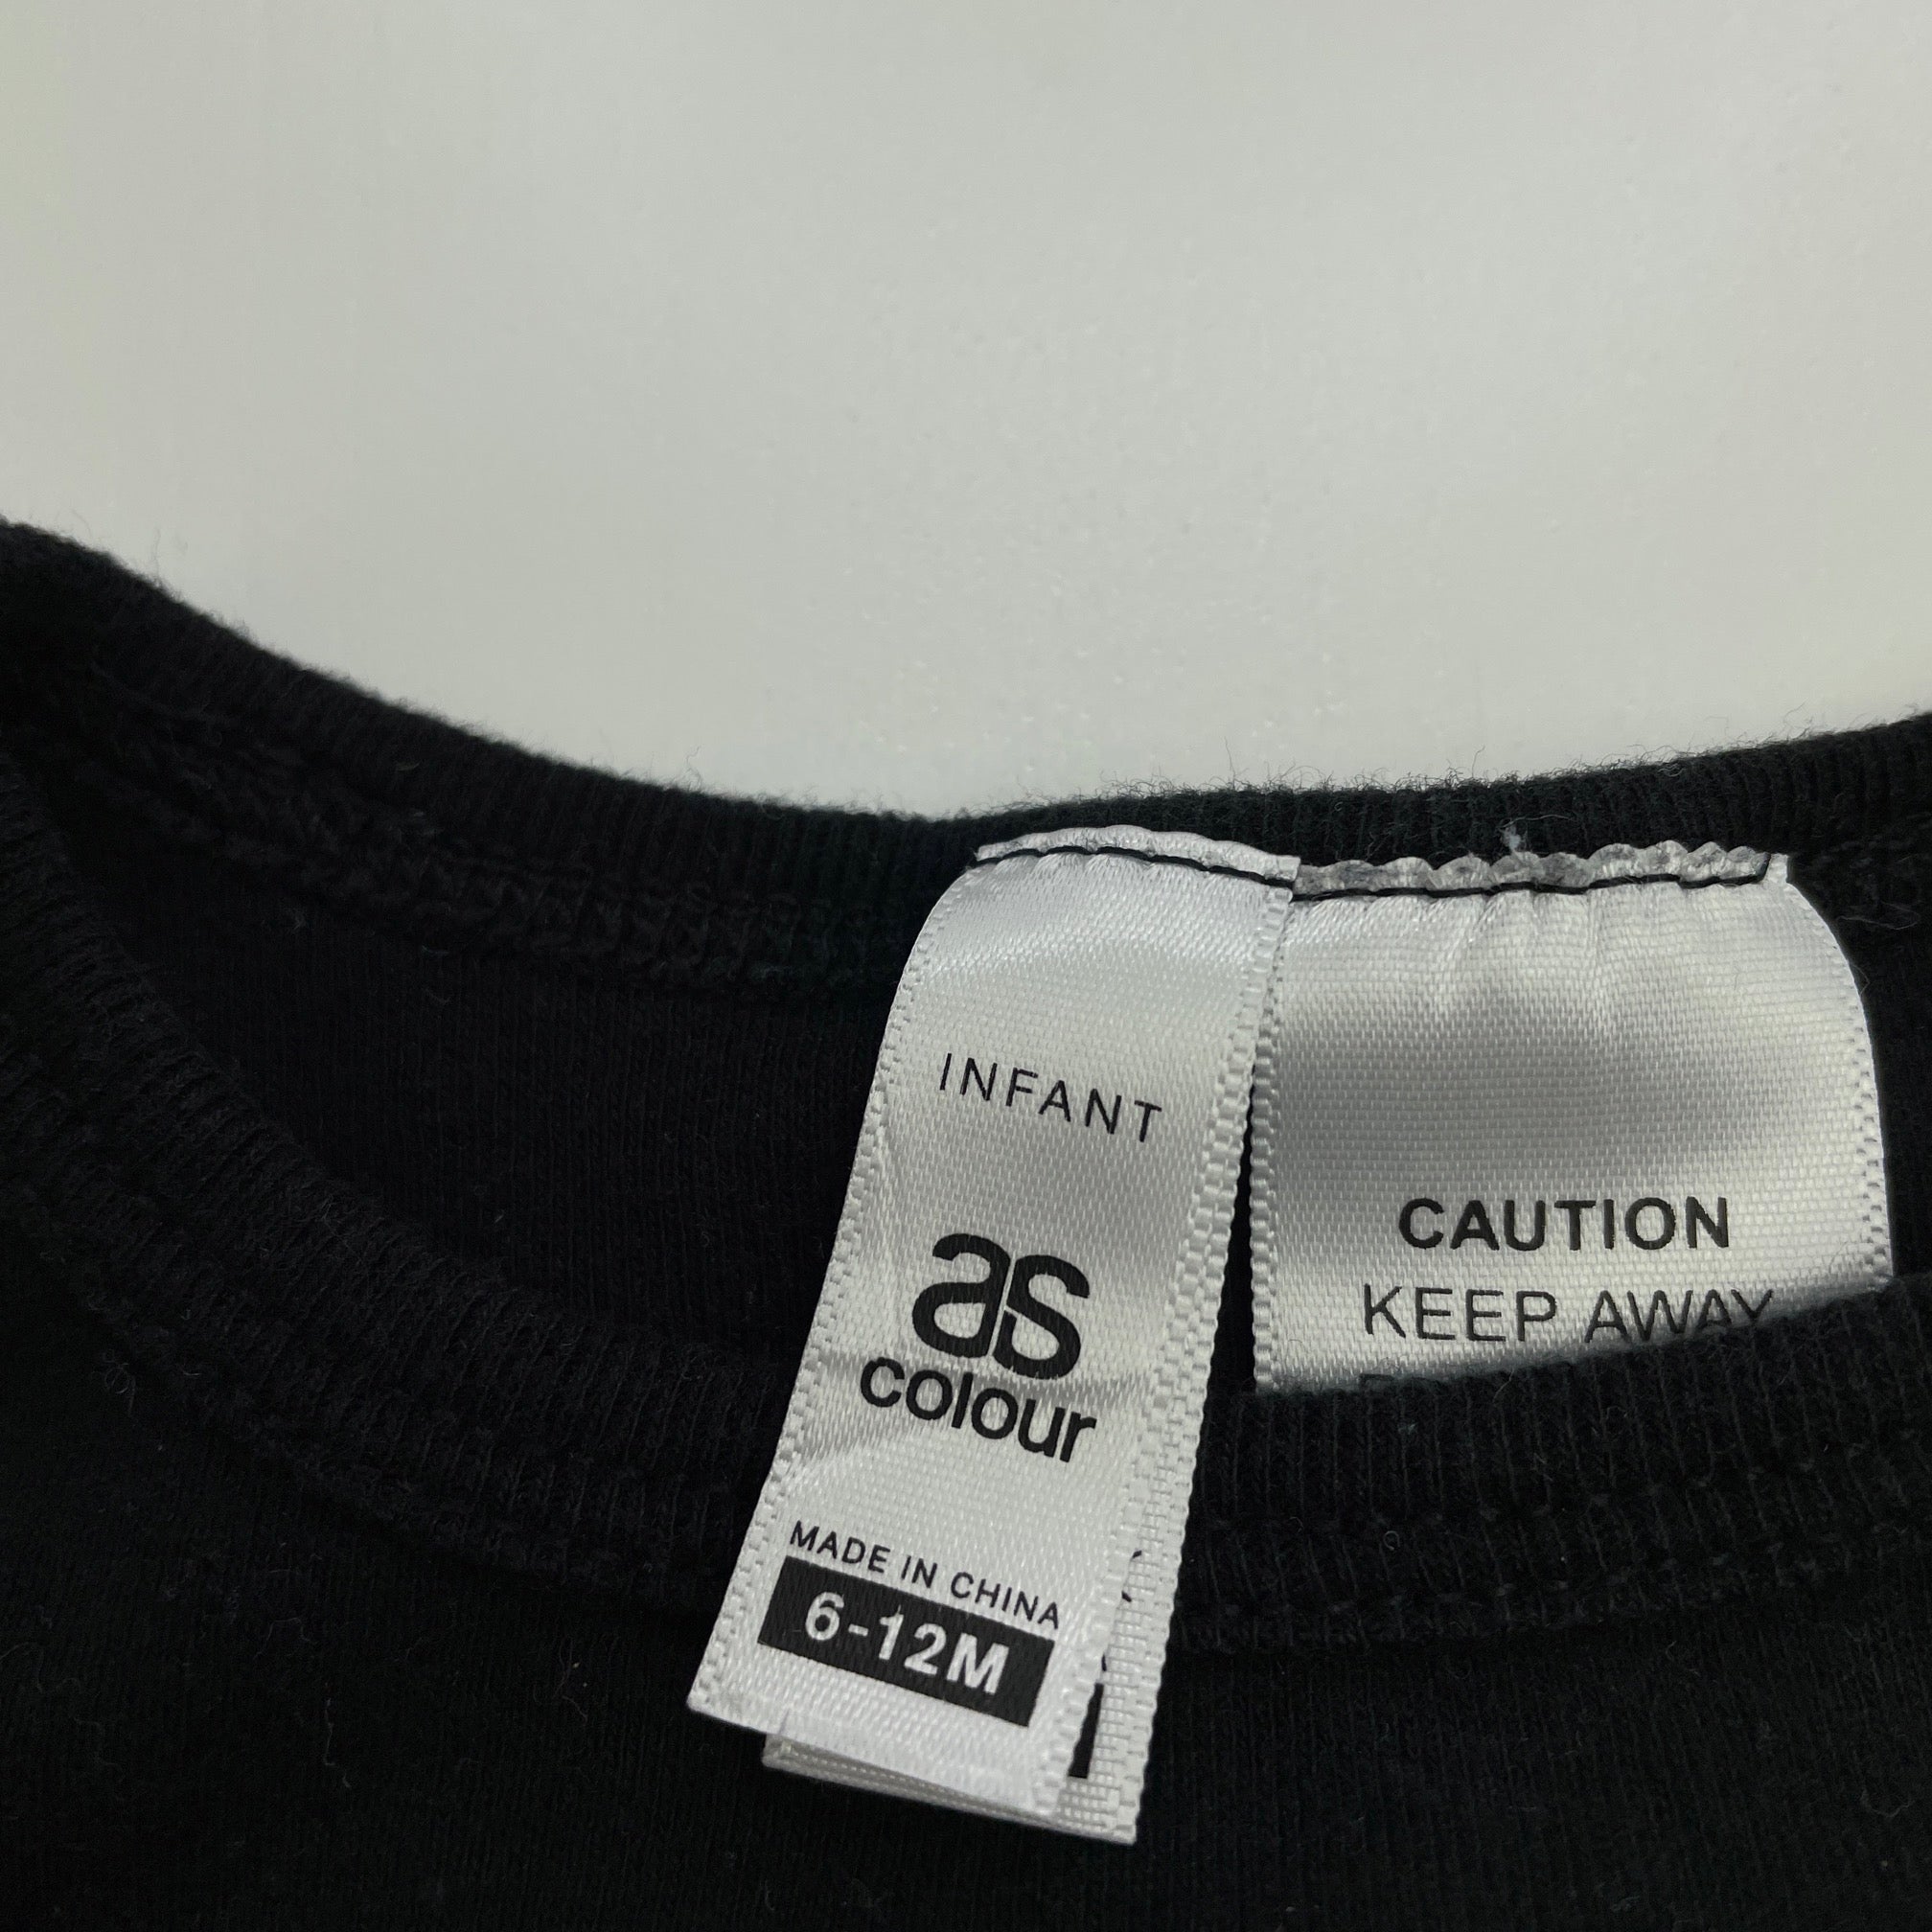 INFANT
as
colour
MADE IN CHINA
6-12M
CAUTION
KEEP AWAY